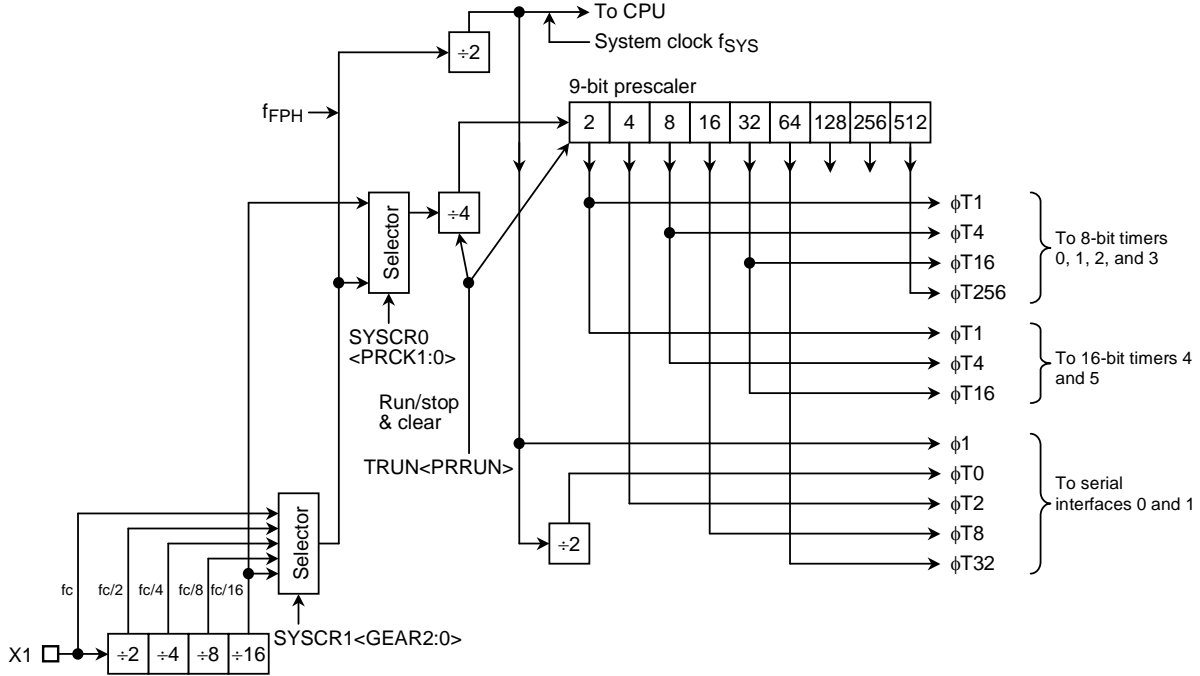 To CPU
÷2
System clock fSYS
9-bit prescaler
fFPH
2 4 8 16 32 64 128 256 512
Selector
÷4
ϕT1
ϕT4
ϕT16
ϕT256
To 8-bit timers
0, 1, 2, and 3
SYSCR0
<PRCK1:0>
ϕT1
ϕT4
ϕT16
To 16-bit timers 4
and 5
Run/stop
& clear
TRUN<PRRUN>
ϕ1
ϕT0
ϕT2
ϕT8
ϕT32
To serial
interfaces 0 and 1
÷2
Selector
fc fc/2 fc/4 fc/8 fc/16
SYSCR1<GEAR2:0>
X1
÷2 ÷4 ÷8 ÷16